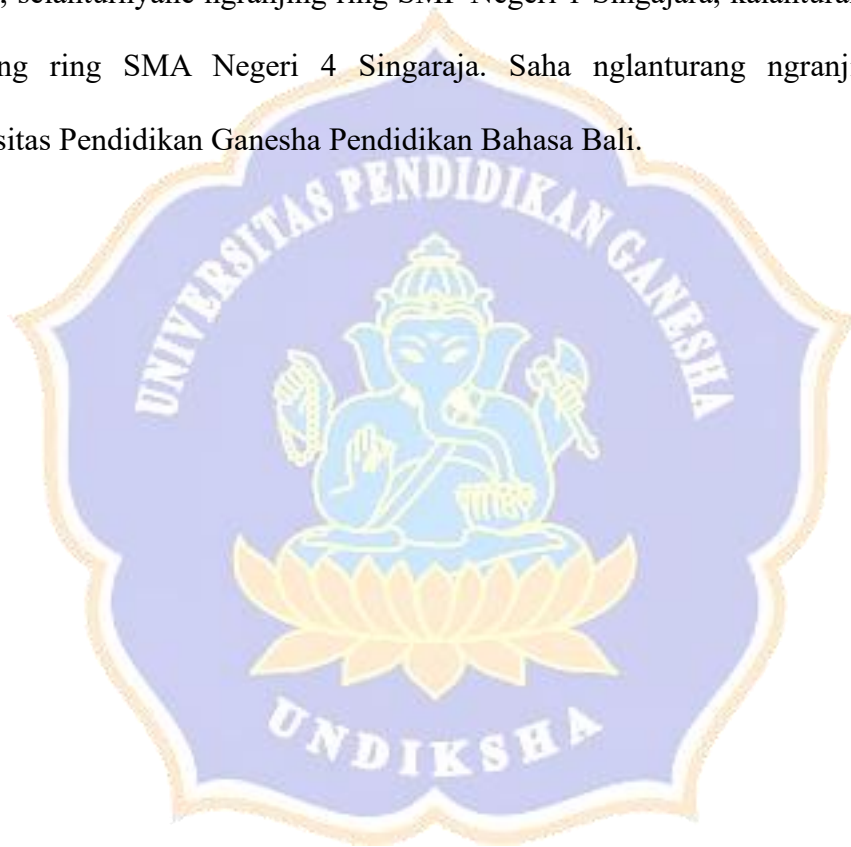 , selanturnyane ngranjing ring SMP Negeri 1 Singajara, kalantura
ng ring SMA Negeri 4 Singaraja. Saha nglanturang ngranj
sitas Pendidikan Ganesha Pendidikan Bahasa Bali.
UNIVERSITAS PENDIDIKAN GANESHA
UNDIKSHA